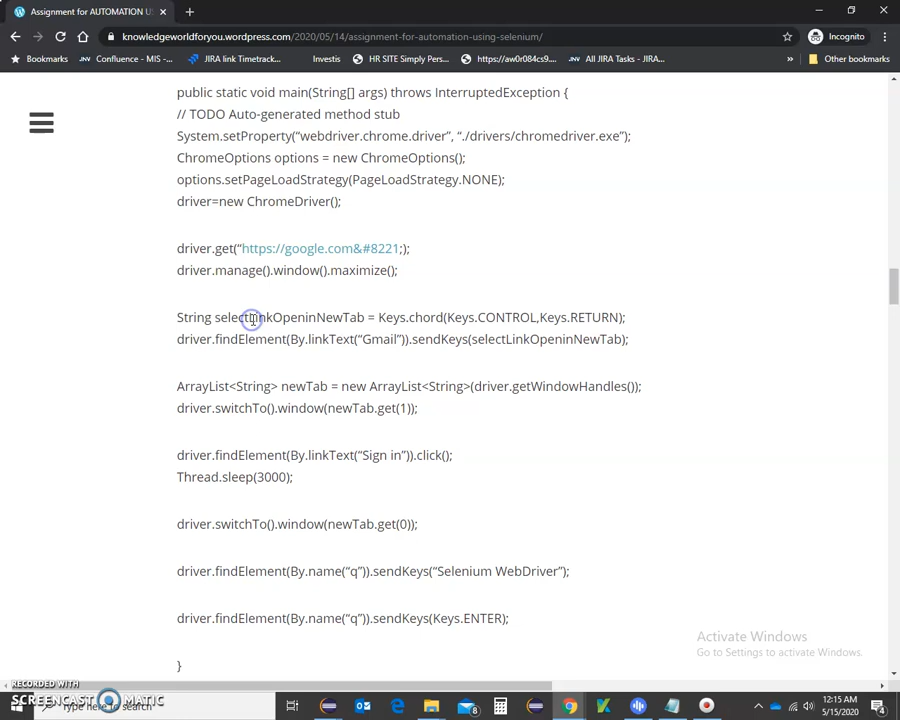 Assignment for AUTOMATION US
knowledgeworldforyou.wordpress.com/2020/05/14/assignment-for-automation-using-selenium/
Incognito
Bookmarks
Confluence - MIS -...
JIRA link Timetrack...
Investis
HR SITE Simply Pers...
https://aw0r084cs9....
All JIRA Tasks - JIRA...
»
Other bookmarks
public static void main(String[] args) throws InterruptedException {
// TODO Auto-generated method stub
System.setProperty(“webdriver.chrome.driver”, “./drivers/chromedriver.exe”);
ChromeOptions options = new ChromeOptions();
options.setPageLoadStrategy(PageLoadStrategy.NONE);
driver=new ChromeDriver();
driver.get(“https://google.com&#8221;);
driver.manage().window().maximize();
String selectLinkOpeninNewTab = Keys.chord(Keys.CONTROL,Keys.RETURN);
driver.findElement(By.linkText(“Gmail”)).sendKeys(selectLinkOpeninNewTab);
ArrayList<String> newTab = new ArrayList<String>(driver.getWindowHandles());
driver.switchTo().window(newTab.get(1));
driver.findElement(By.linkText(“Sign in”)).click();
Thread.sleep(3000);
driver.switchTo().window(newTab.get(0));
driver.findElement(By.name(“q”)).sendKeys(“Selenium WebDriver”);
driver.findElement(By.name(“q”)).sendKeys(Keys.ENTER);
}
Activate Windows
Go to Settings to activate Windows.
RECORDED WITH
SCREENCAST MATIC
Type here to search
8
12:15 AM
5/15/2020
4